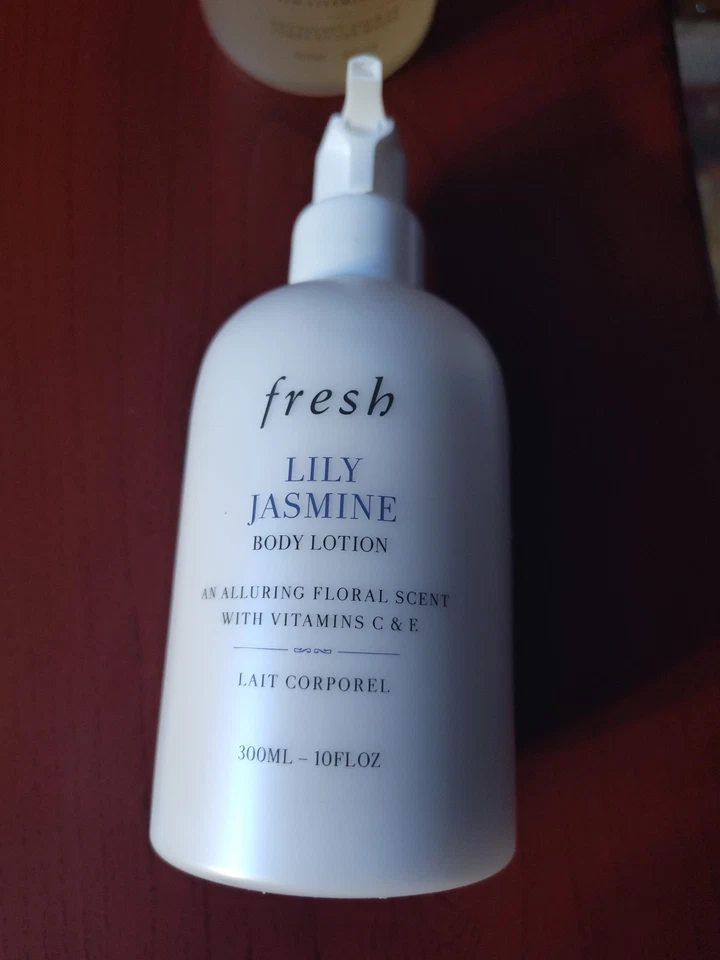 fresh
LILY
JASMINE
BODY LOTION
AN ALLURING FLORAL SCENT
WITH VITAMINS C & E
LAIT CORPOREL
300ML – 10FLOZ